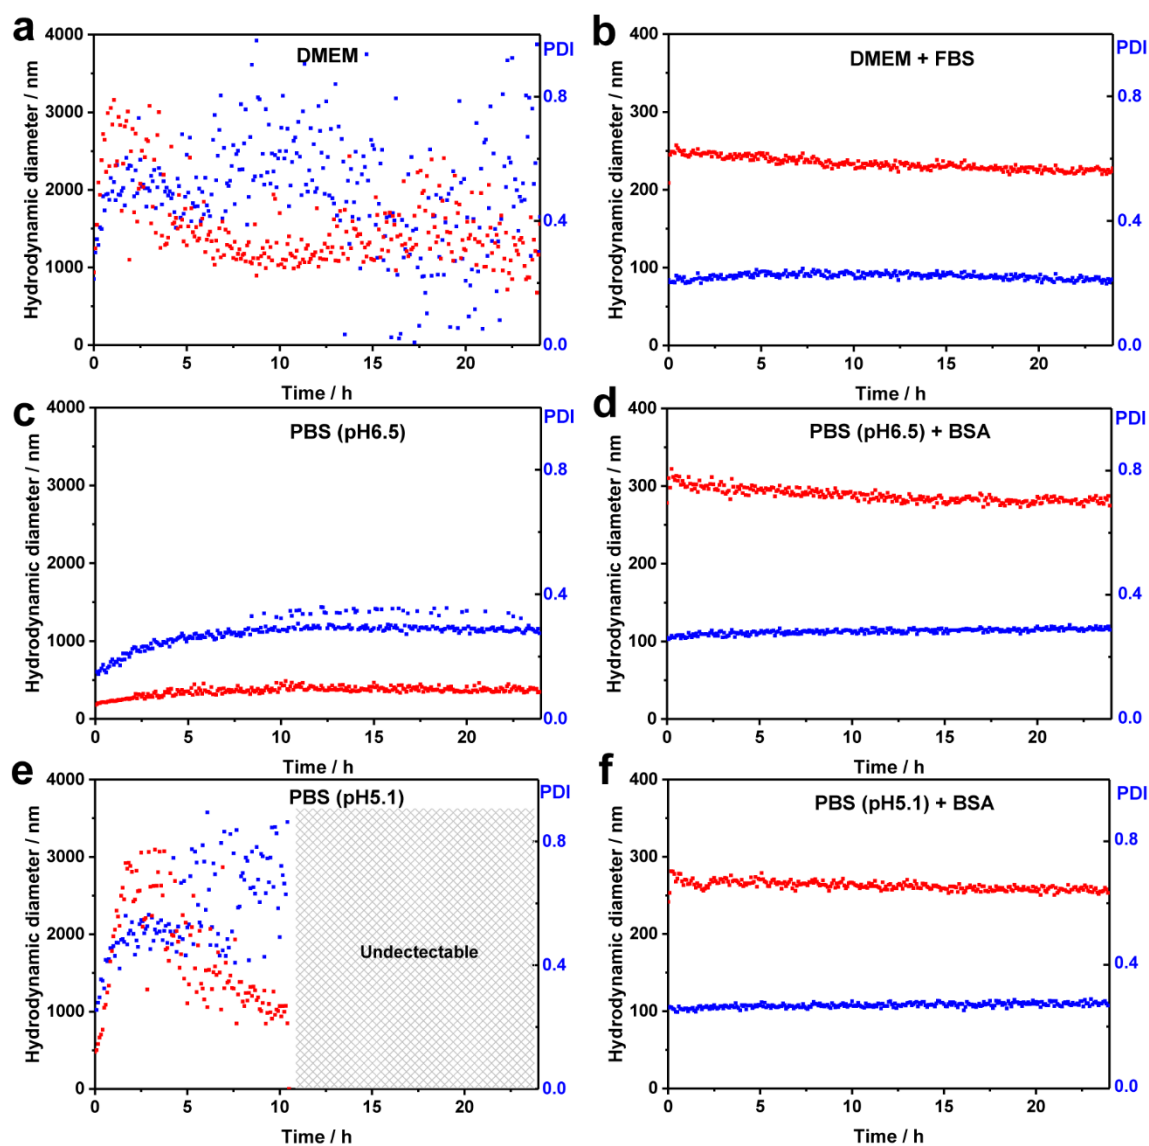 a
DMEM
PDI
Hydrodynamic diameter / nm
4000
3000
2000
1000
0
0.8
0.4
0.0
0 5 10 15 20
Time / h
b
DMEM + FBS
PDI
Hydrodynamic diameter / nm
400
300
200
100
0
0.8
0.4
0.0
0 5 10 15 20
Time / h
c
PBS (pH6.5)
PDI
Hydrodynamic diameter / nm
4000
3000
2000
1000
0
0.8
0.4
0.0
0 5 10 15 20
Time / h
d
PBS (pH6.5) + BSA
PDI
Hydrodynamic diameter / nm
400
300
200
100
0
0.8
0.4
0.0
0 5 10 15 20
Time / h
e
PBS (pH5.1)
PDI
Hydrodynamic diameter / nm
4000
3000
2000
1000
0
Undectectable
0.8
0.4
0.0
0 5 10 15 20
Time / h
f
PBS (pH5.1) + BSA
PDI
Hydrodynamic diameter / nm
400
300
200
100
0
0.8
0.4
0.0
0 5 10 15 20
Time / h